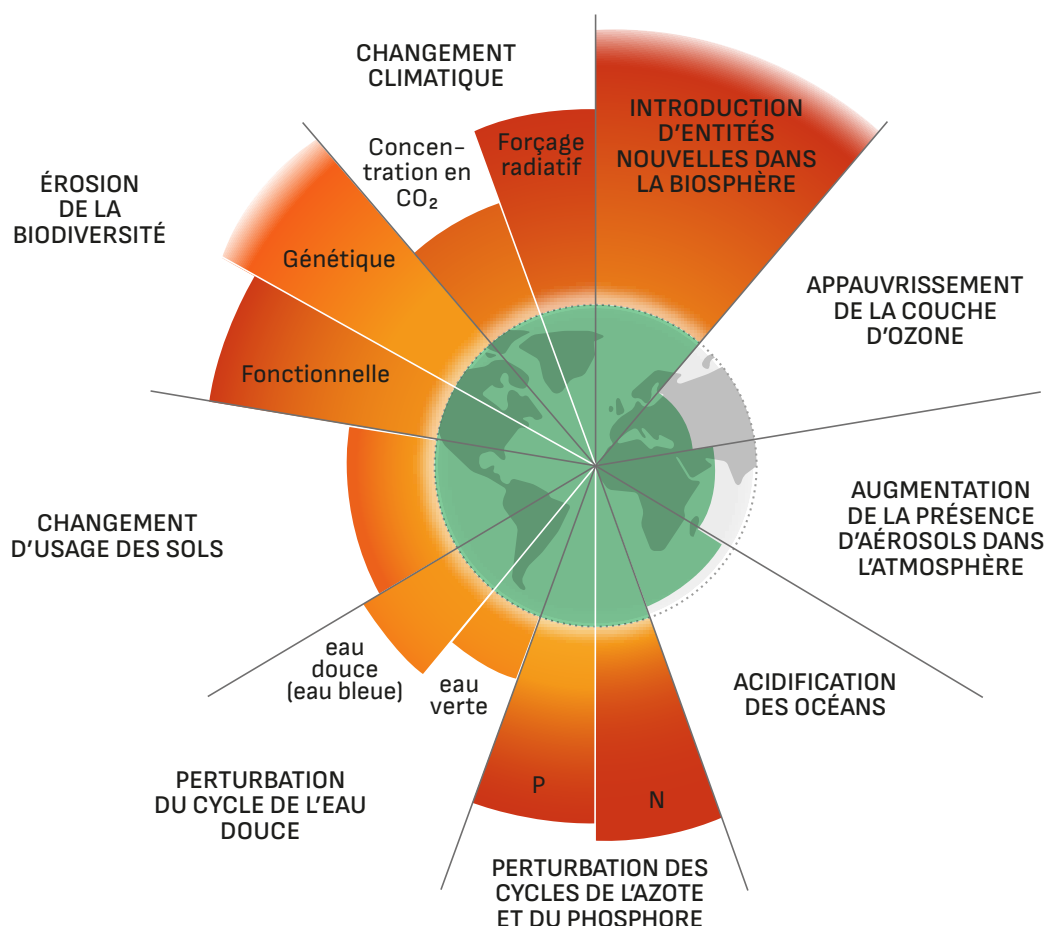 CHANGEMENT
CLIMATIQUE
Concen-
tration en
CO₂
Forçage
radiatif
INTRODUCTION
D'ENTITÉS
NOUVELLES DANS
LA BIOSPHÈRE
APPAUVRISSEMENT
DE LA COUCHE
D'OZONE
AUGMENTATION
DE LA PRÉSENCE
D'AÉROSOLS DANS
L'ATMOSPHÈRE
ACIDIFICATION
DES OCÉANS
N
P
PERTURBATION DES
CYCLES DE L'AZOTE
ET DU PHOSPHORE
eau
verte
eau
douce
(eau bleue)
PERTURBATION
DU CYCLE DE L'EAU
DOUCE
CHANGEMENT
D'USAGE DES SOLS
Fonctionnelle
Génétique
ÉROSION
DE LA
BIODIVERSITÉ